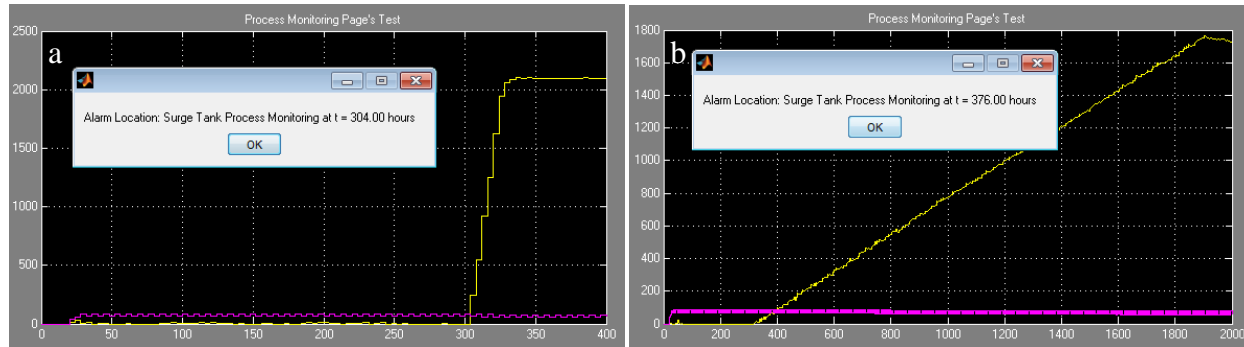 Process Monitoring Page's Test
a
Alarm Location: Surge Tank Process Monitoring at t = 304.00 hours
OK
2500
2000
1500
1000
500
0
0 50 100 150 200 250 300 350 400
Process Monitoring Page's Test
b
Alarm Location: Surge Tank Process Monitoring at t = 376.00 hours
OK
1800
1600
1400
1200
1000
800
600
400
200
0
0 200 400 600 800 1000 1200 1400 1600 1800 2000